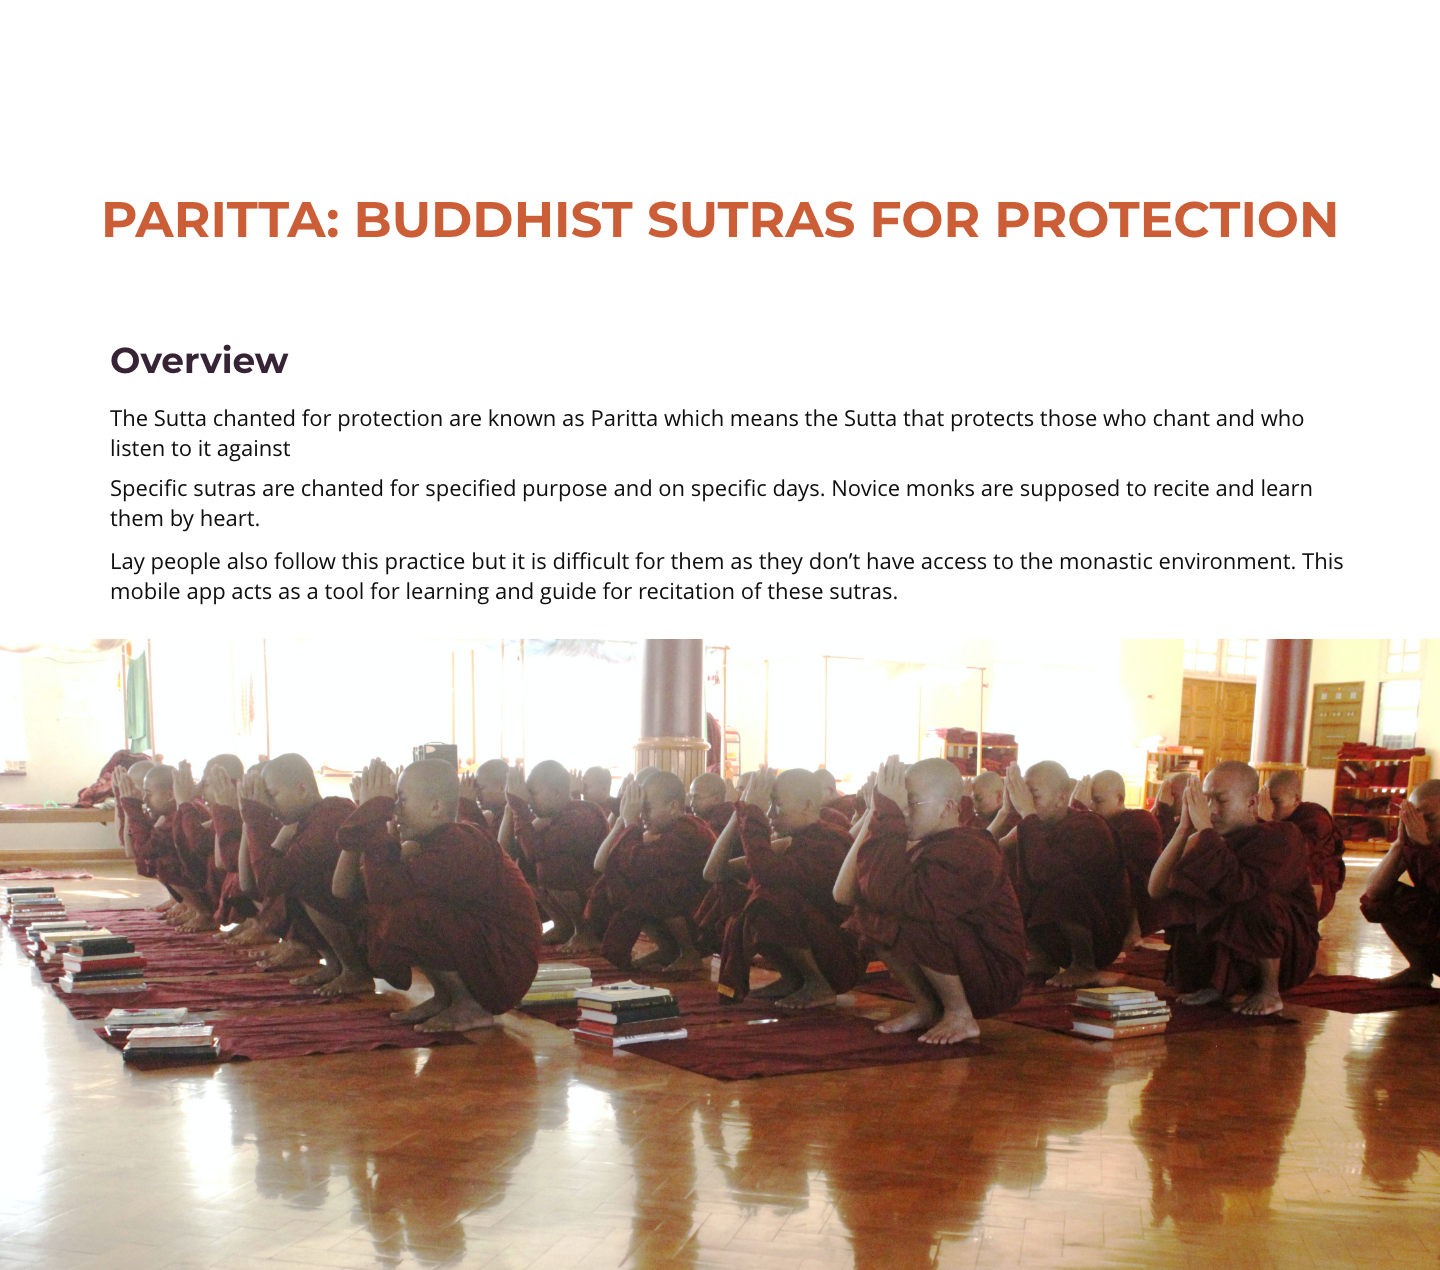 PARITTA: BUDDHIST SUTRAS FOR PROTECTION
Overview
The Sutta chanted for protection are known as Paritta which means the Sutta that protects those who chant and who
listen to it against
Specific sutras are chanted for specified purpose and on specific days. Novice monks are supposed to recite and learn
them by heart.
Lay people also follow this practice but it is difficult for them as they don’t have access to the monastic environment. This
mobile app acts as a tool for learning and guide for recitation of these sutras.